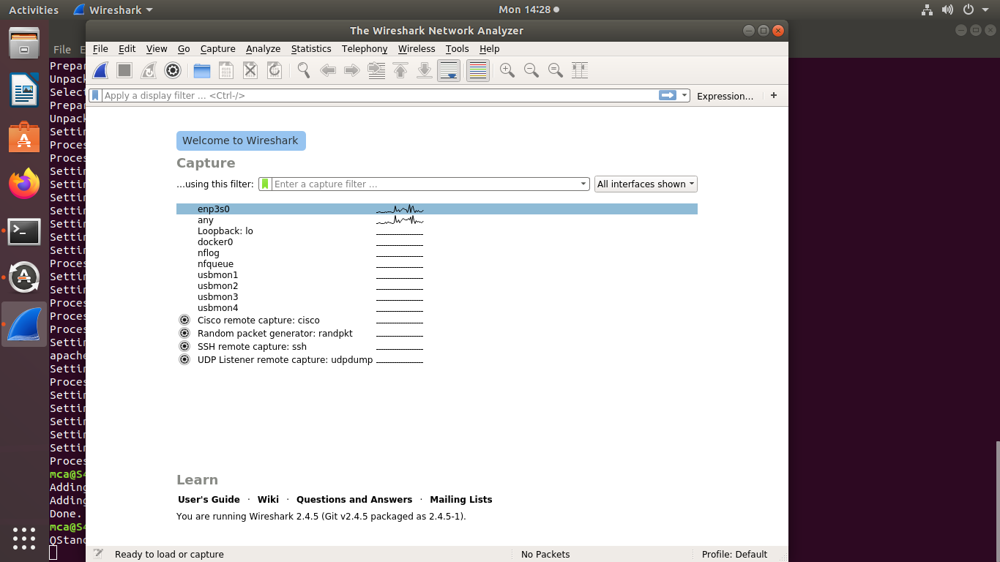 Activities Wireshark Mon 14:28
The Wireshark Network Analyzer
File Edit View Go Capture Analyze Statistics Telephony Wireless Tools Help
File E
Apply a display filter ... <Ctrl-/> Expression... +
Welcome to Wireshark
Capture
...using this filter: Enter a capture filter ... All interfaces shown
enp3s0
any
Loopback: lo
docker0
nflog
nfqueue
usbmon1
usbmon2
usbmon3
usbmon4
Cisco remote capture: cisco
Random packet generator: randpkt
SSH remote capture: ssh
UDP Listener remote capture: udpdump
Learn
User's Guide · Wiki · Questions and Answers · Mailing Lists
You are running Wireshark 2.4.5 (Git v2.4.5 packaged as 2.4.5-1).
Ready to load or capture No Packets Profile: Default
Prepar
Unpack
Select
Prepar
Unpack
Settin
Proces
Proces
Settin
Settin
Settin
Settin
Settin
Settin
Settin
Proces
Settin
Settin
Proces
Proces
Proces
Settin
apache
Settin
Proces
Settin
Settin
Settin
Settin
Settin
Proces
mca@S4
Adding
Adding
Done.
mca@S4
QStand